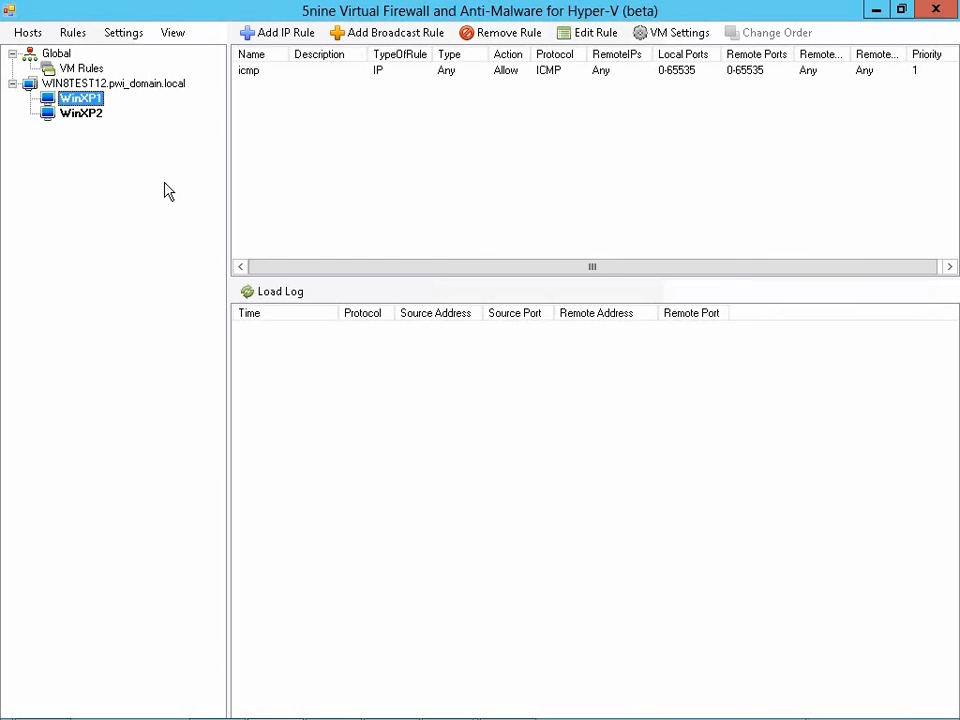 5nine Virtual Firewall and Anti-Malware for Hyper-V (beta)
Hosts Rules Settings View
Add IP Rule Add Broadcast Rule Remove Rule Edit Rule VM Settings Change Order
Global
VM Rules
WIN8TEST12.pwi_domain.local
WinXP1
WinXP2
Name Description TypeOfRule Type Action Protocol RemoteIPs Local Ports Remote Ports Remote... Remote... Priority
icmp IP Any Allow ICMP Any 0-65535 0-65535 Any Any 1
Load Log
Time Protocol Source Address Source Port Remote Address Remote Port